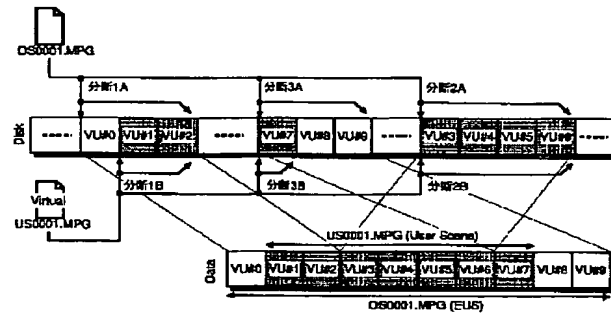 DS0001.MPG
分断1A
分断3A
分断2A
Disk
VU#0 VU#1 VU#2 VU#7 VU#8 VU#9 VU#3 VU#4 VU#5 VU#6
Virtual
US0001.MPG
分断1B
分断3B
分断2B
US0001.MPG (User Scene)
Data
VU#0 VU#1 VU#2 VU#3 VU#4 VU#5 VU#6 VU#7 VU#8 VU#9
DS0001.MPG (EUS)